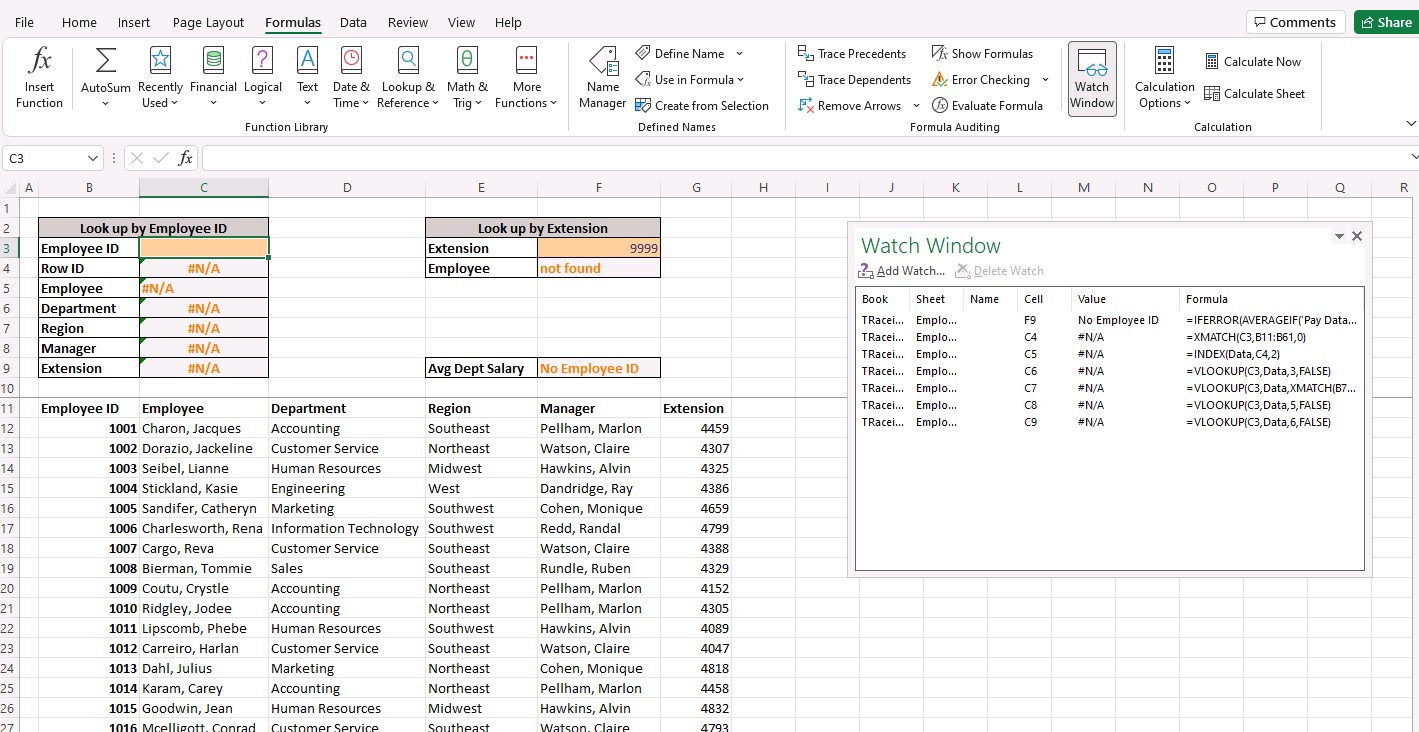 File Home Insert Page Layout Formulas Data Review View Help Comments Share
fx Σ ? A θ
Insert Function AutoSum Recently Used Financial Logical Text Date & Time Lookup & Reference Math & Trig More Functions
Function Library
Name Manager Define Name Use in Formula Create from Selection
Defined Names
Trace Precedents Show Formulas
Trace Dependents Error Checking
Remove Arrows Evaluate Formula
Formula Auditing
Watch Window
Calculation Options Calculate Now Calculate Sheet
Calculation
C3 fx
A B C D E F G H I J K L M N O P Q R
1
2 Look up by Employee ID Look up by Extension
3 Employee ID Extension 9999
4 Row ID #N/A Employee not found
5 Employee #N/A
6 Department #N/A
7 Region #N/A
8 Manager #N/A
9 Extension #N/A Avg Dept Salary No Employee ID
10
11 Employee ID Employee Department Region Manager Extension
12 1001 Charon, Jacques Accounting Southeast Pellham, Marlon 4459
13 1002 Dorazio, Jackeline Customer Service Northeast Watson, Claire 4307
14 1003 Seibel, Lianne Human Resources Midwest Hawkins, Alvin 4325
15 1004 Stickland, Kasie Engineering West Dandridge, Ray 4386
16 1005 Sandifer, Catheryn Marketing Southwest Cohen, Monique 4659
17 1006 Charlesworth, Rena Information Technology Southwest Redd, Randal 4799
18 1007 Cargo, Reva Customer Service Southeast Watson, Claire 4388
19 1008 Bierman, Tommie Sales Southeast Rundle, Ruben 4329
20 1009 Coutu, Crystle Accounting Northeast Pellham, Marlon 4152
21 1010 Ridgley, Jodee Accounting Northeast Pellham, Marlon 4305
22 1011 Lipscomb, Phebe Human Resources Southwest Hawkins, Alvin 4089
23 1012 Carreiro, Harlan Customer Service Southeast Watson, Claire 4047
24 1013 Dahl, Julius Marketing Northeast Cohen, Monique 4818
25 1014 Karam, Carey Accounting Northeast Pellham, Marlon 4458
26 1015 Goodwin, Jean Human Resources Midwest Hawkins, Alvin 4832
27 1016 Mcelligott, Conrad Customer Service Southeast Watson, Claire 4793
Watch Window
Add Watch... Delete Watch
Book Sheet Name Cell Value Formula
TRacei... Emplo... F9 No Employee ID =IFERROR(AVERAGEIF('Pay Data...
TRacei... Emplo... C4 #N/A =XMATCH(C3,B11:B61,0)
TRacei... Emplo... C5 #N/A =INDEX(Data,C4,2)
TRacei... Emplo... C6 #N/A =VLOOKUP(C3,Data,3,FALSE)
TRacei... Emplo... C7 #N/A =VLOOKUP(C3,Data,XMATCH(B7...
TRacei... Emplo... C8 #N/A =VLOOKUP(C3,Data,5,FALSE)
TRacei... Emplo... C9 #N/A =VLOOKUP(C3,Data,6,FALSE)